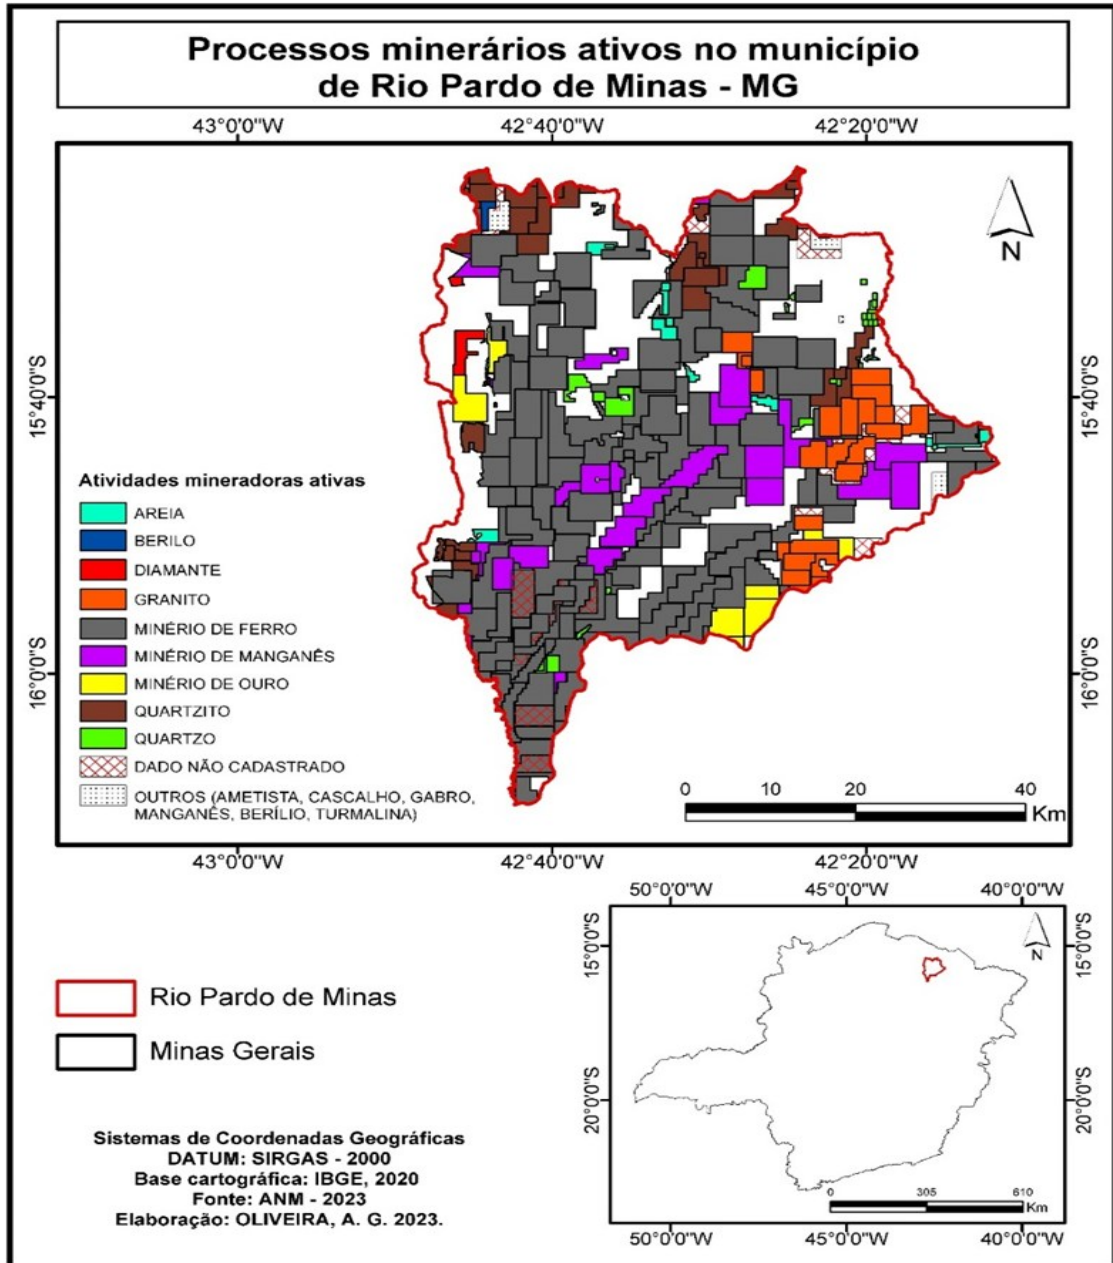 Processos minerários ativos no município
de Rio Pardo de Minas - MG
43°0'0"W
42°40'0"W
42°20'0"W
15°40'0"S
15°40'0"S
16°0'0"S
16°0'0"S
N
Atividades mineradoras ativas
AREIA
BERILO
DIAMANTE
GRANITO
MINÉRIO DE FERRO
MINÉRIO DE MANGANÊS
MINÉRIO DE OURO
QUARTZITO
QUARTZO
DADO NÃO CADASTRADO
OUTROS (AMETISTA, CASCALHO, GABRO,
MANGANÊS, BERÍLIO, TURMALINA)
0 20 40
Km
43°0'0"W
42°40'0"W
42°20'0"W
50°0'0"W
45°0'0"W
40°0'0"W
15°0'0"S
15°0'0"S
20°0'0"S
20°0'0"S
N
0 305 610
Km
50°0'0"W
45°0'0"W
40°0'0"W
Rio Pardo de Minas
Minas Gerais
Sistemas de Coordenadas Geográficas
DATUM: SIRGAS - 2000
Base cartográfica: IBGE, 2020
Fonte: ANM - 2023
Elaboração: OLIVEIRA, A. G. 2023.